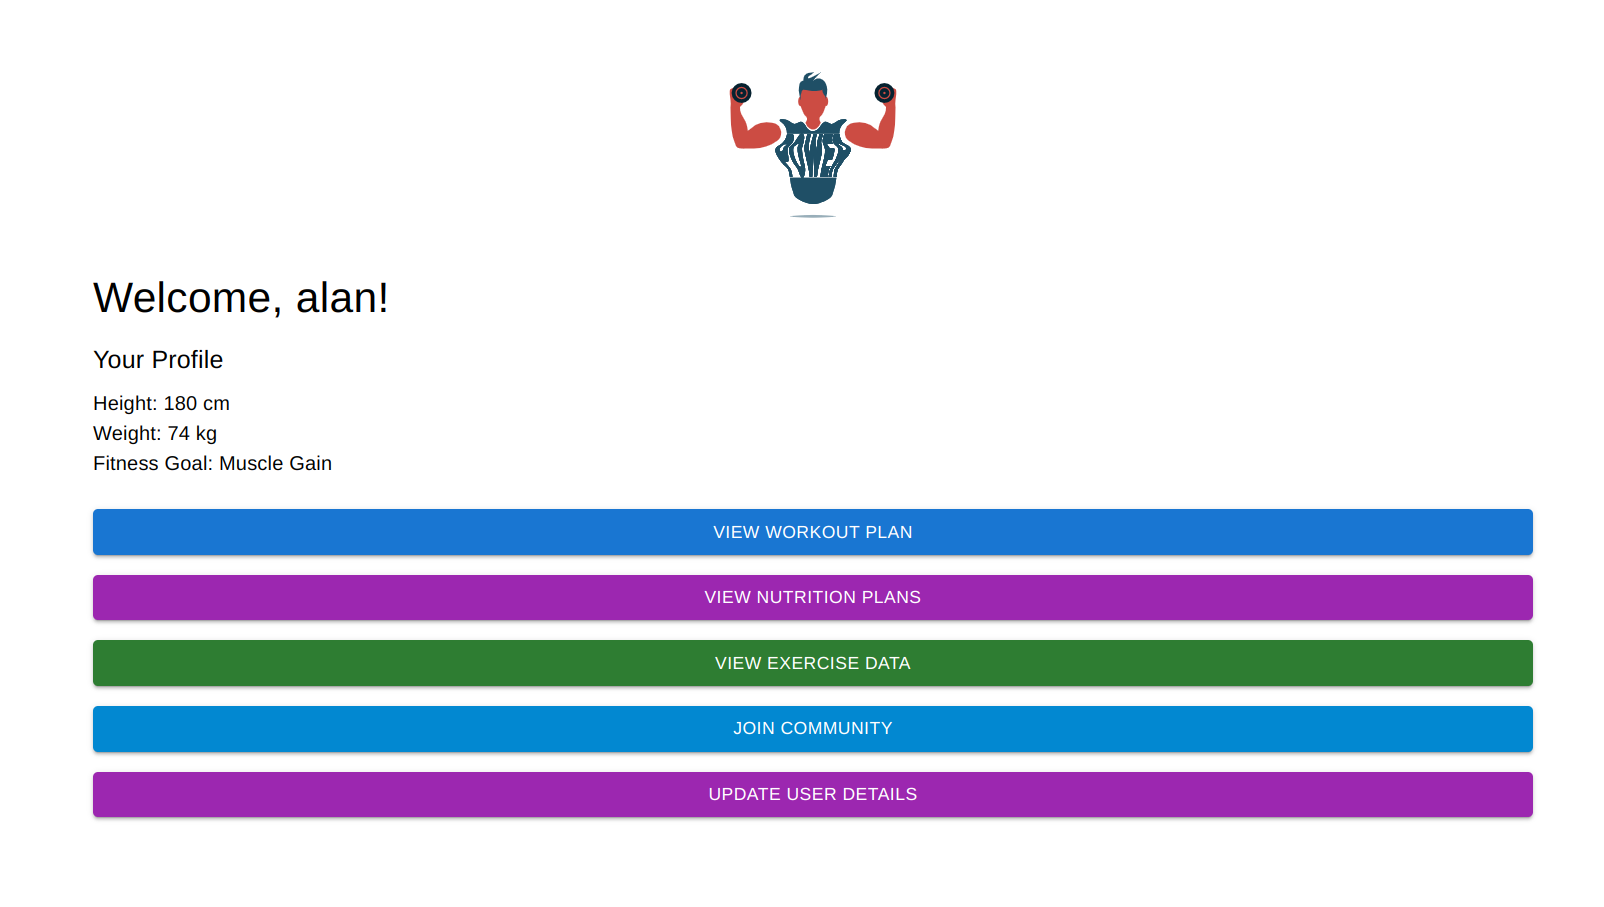 Welcome, alan!
Your Profile
Height: 180 cm
Weight: 74 kg
Fitness Goal: Muscle Gain
VIEW WORKOUT PLAN
VIEW NUTRITION PLANS
VIEW EXERCISE DATA
JOIN COMMUNITY
UPDATE USER DETAILS